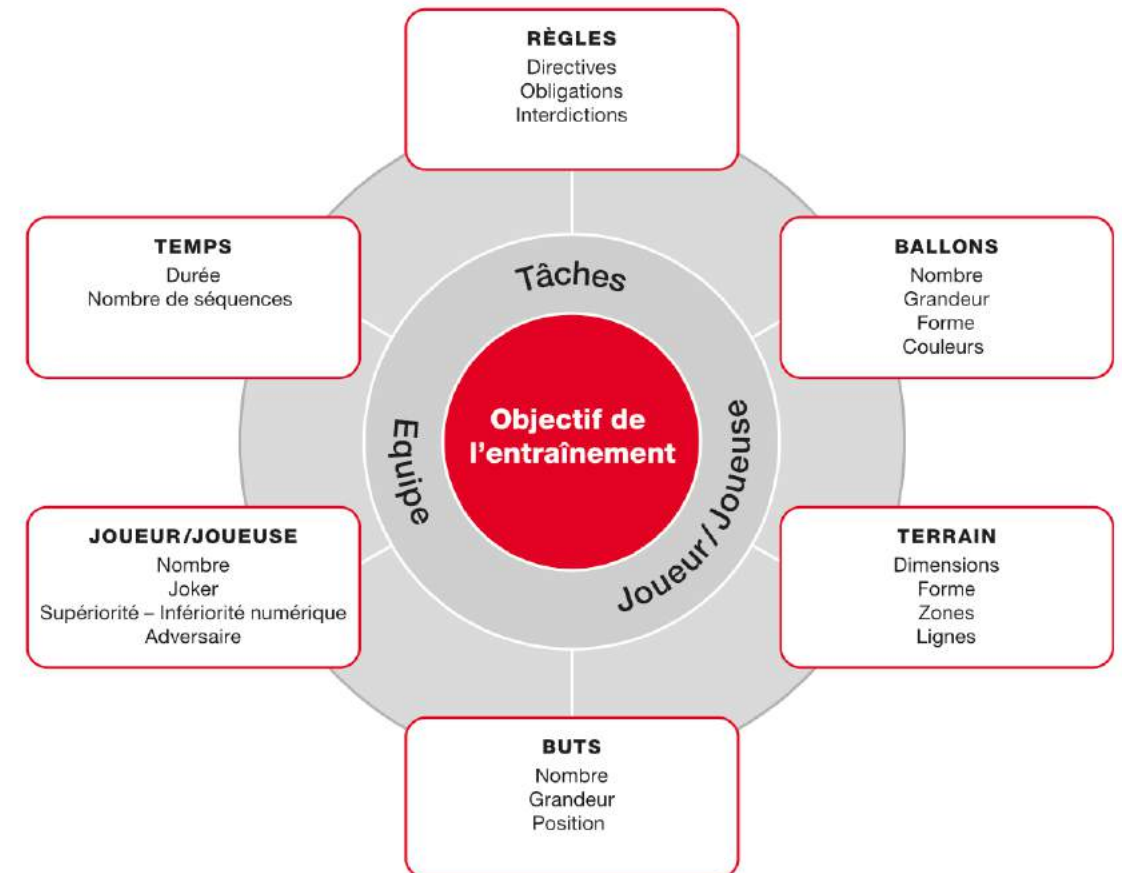 RÈGLES
Directives
Obligations
Interdictions
TEMPS
Durée
Nombre de séquences
BALLONS
Nombre
Grandeur
Forme
Couleurs
Tâches
Equipe
Joueur/Joueuse
Objectif de
l'entraînement
JOUEUR/JOUEUSE
Nombre
Joker
Supériorité – Infériorité numérique
Adversaire
TERRAIN
Dimensions
Forme
Zones
Lignes
BUTS
Nombre
Grandeur
Position